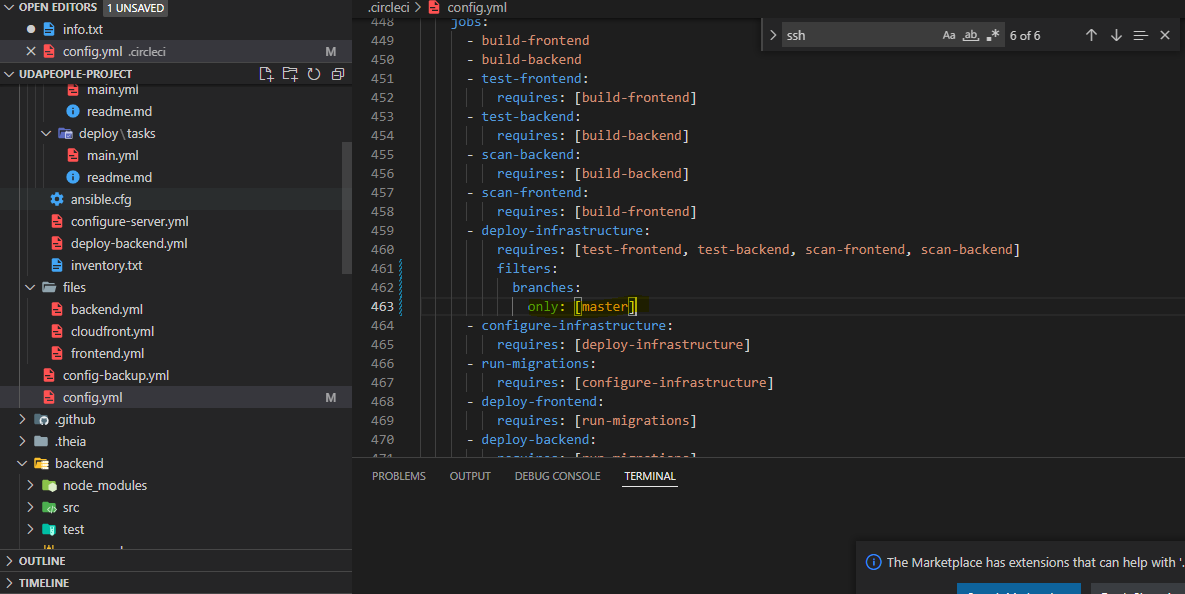 OPEN EDITORS 1 UNSAVED
info.txt
config.yml .circleci M
UDAPEOPLE-PROJECT
main.yml
readme.md
deploy\tasks
main.yml
readme.md
ansible.cfg
configure-server.yml
deploy-backend.yml
inventory.txt
files
backend.yml
cloudfront.yml
frontend.yml
config-backup.yml
config.yml M
.github
.theia
backend
node_modules
src
test
OUTLINE
TIMELINE
.circleci > config.yml
ssh Aa ab .* 6 of 6
448 jobs:
449 - build-frontend
450 - build-backend
451 - test-frontend:
452 requires: [build-frontend]
453 - test-backend:
454 requires: [build-backend]
455 - scan-backend:
456 requires: [build-backend]
457 - scan-frontend:
458 requires: [build-frontend]
459 - deploy-infrastructure:
460 requires: [test-frontend, test-backend, scan-frontend, scan-backend]
461 filters:
462 branches:
463 only: [master]
464 - configure-infrastructure:
465 requires: [deploy-infrastructure]
466 - run-migrations:
467 requires: [configure-infrastructure]
468 - deploy-frontend:
469 requires: [run-migrations]
470 - deploy-backend:
471 requires: [run-migrations]
PROBLEMS OUTPUT DEBUG CONSOLE TERMINAL
The Marketplace has extensions that can help with '.